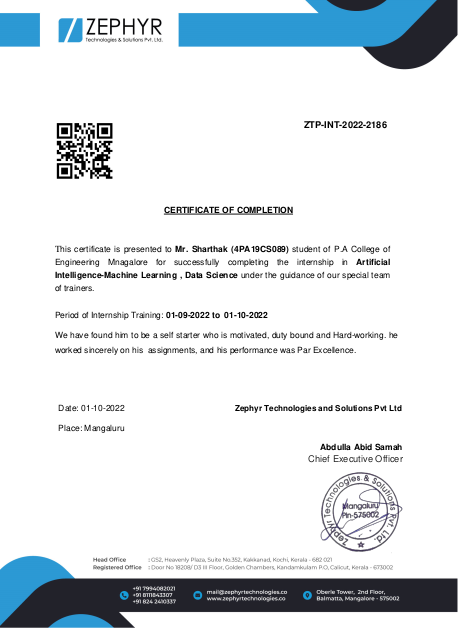 ZEPHYR
Technologies & Solutions Pvt. Ltd.
ZTP-INT-2022-2186
CERTIFICATE OF COMPLETION
This certificate is presented to Mr. Sharthak (4PA19CS089) student of P.A College of
Engineering Mnagalore for successfully completing the internship in Artificial
Intelligence-Machine Learning , Data Science under the guidance of our special team
of trainers.
Period of Internship Training: 01-09-2022 to 01-10-2022
We have found him to be a self starter who is motivated, duty bound and Hard-working. he
worked sincerely on his assignments, and his performance was Par Excellence.
Date: 01-10-2022
Zephyr Technologies and Solutions Pvt Ltd
Place: Mangaluru
Abdulla Abid Samah
Chief Executive Officer
Zephyr Technologies & Solutions Pvt. Ltd.
Mangaluru
Pin-575002
Head Office : G52, Heavenly Plaza, Suite No.352, Kakkanad, Kochi, Kerala - 682 021
Registered Office : Door No 18208/ D3 III Floor, Golden Chambers, Kandamkulam P.O, Calicut, Kerala - 673002
+91 7994082021
+91 8111843307
+91 824 2410337
mail@zephyrtechnologies.co
www.zephyrtechnologies.co
Oberle Tower, 2nd Floor,
Balmatta, Mangalore - 575002